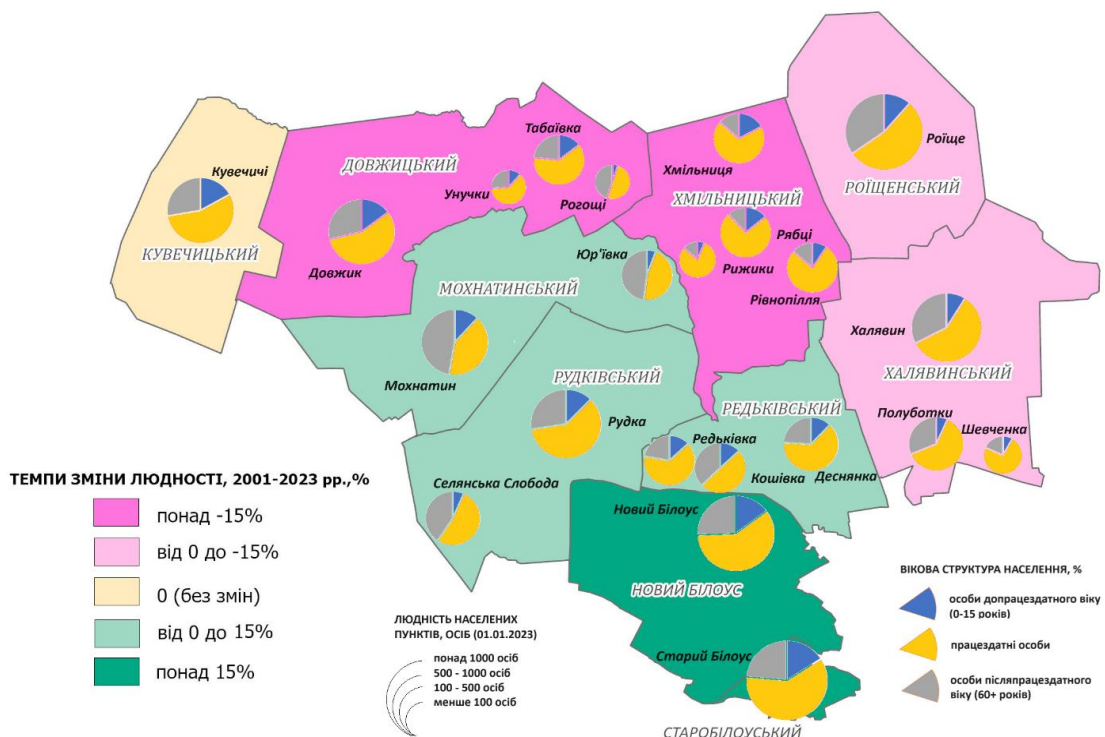 Табаївка
Кувечичі
ДОВЖИЦЬКИЙ
Унучки
Рогощі
Хмільниця
Роїще
РОЇЩЕНСЬКИЙ
ХМІЛЬНИЦЬКИЙ
КУВЕЧИЦЬКИЙ
Довжик
Рябці
Юр'ївка
Рижики
МОХНАТИНСЬКИЙ
Рівнопілля
Халявин
Мохнатин
РУДКІВСЬКИЙ
ХАЛЯВИНСЬКИЙ
РЕДЬКІВСЬКИЙ
Рудка
Полуботки
Шевченка
Редьківка
ТЕМПИ ЗМІНИ ЛЮДНОСТІ, 2001-2023 рр.,%
Селянська Слобода
Кошівка
Деснянка
понад -15%
від 0 до -15%
0 (без змін)
від 0 до 15%
понад 15%
Новий Білоус
НОВИЙ БІЛОУС
ВІКОВА СТРУКТУРА НАСЕЛЕННЯ, %
особи допрацездатного віку
(0-15 років)
працездатні особи
особи післяпрацездатного
віку (60+ років)
ЛЮДНІСТЬ НАСЕЛЕНИХ
ПУНКТІВ, ОСІБ (01.01.2023)
понад 1000 осіб
500 - 1000 осіб
100 - 500 осіб
менше 100 осіб
Старий Білоус
СТАРОБІЛОУСЬКИЙ